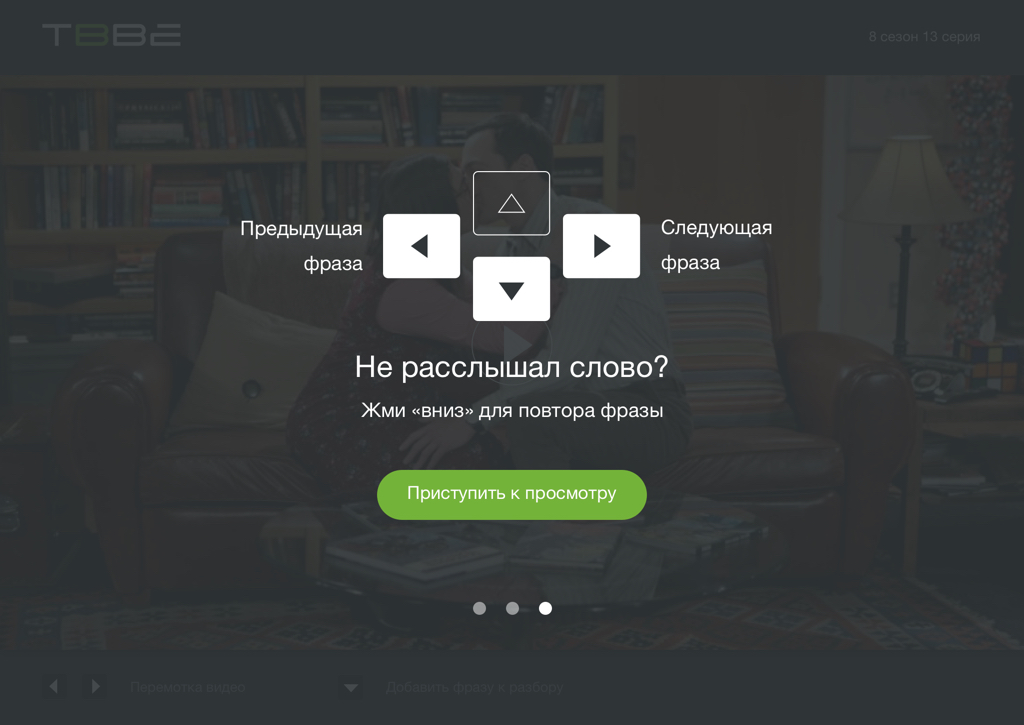 TBBE
8 сезон 13 серия
Предыдущая
фраза
Следующая
фраза
Не расслышал слово?
Жми «вниз» для повтора фразы
Приступить к просмотру
Перемотка видео
Добавить фразу к разбору